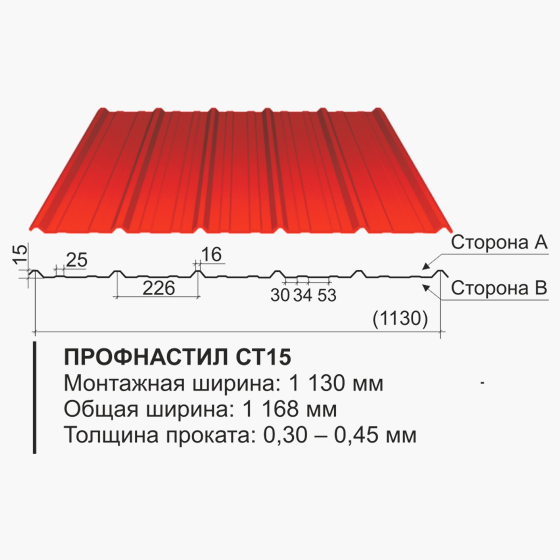 15
25
16
226
30 34 53
Сторона А
Сторона В
(1130)
ПРОФНАСТИЛ СТ15
Монтажная ширина: 1 130 мм
Общая ширина: 1 168 мм
Толщина проката: 0,30 – 0,45 мм